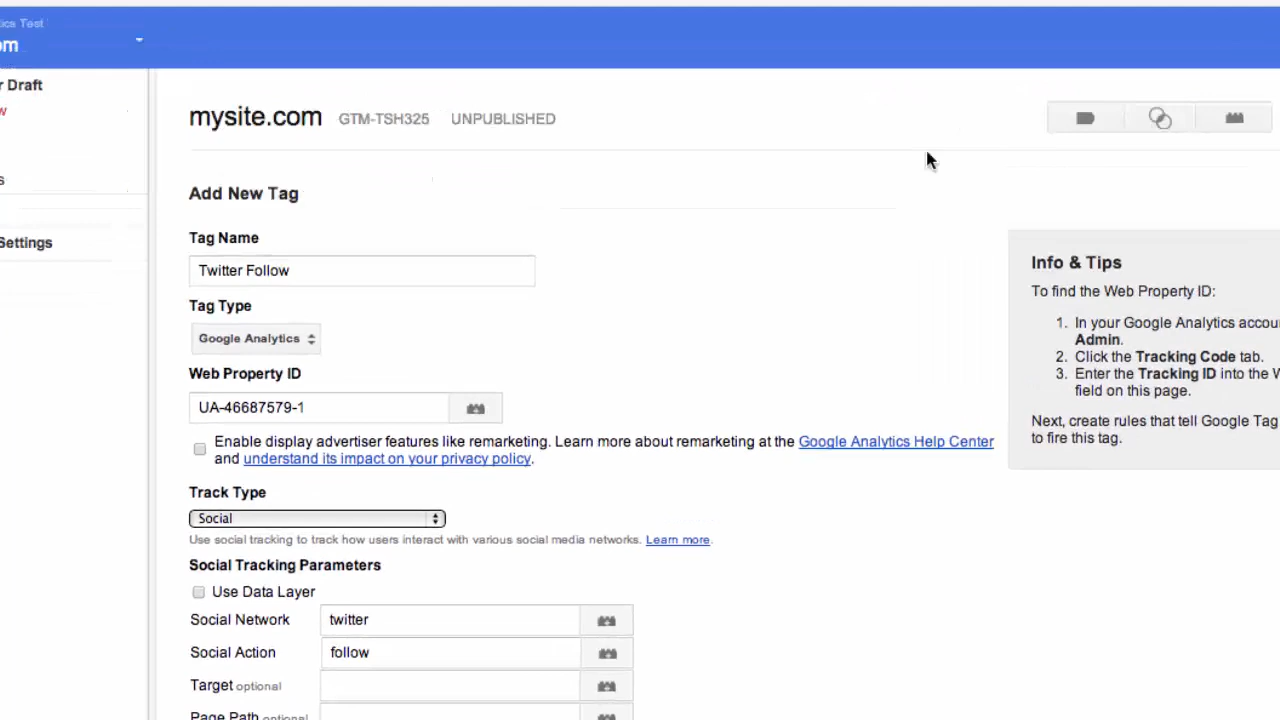 ics Test
om
r Draft
w
s
Settings
mysite.com GTM-TSH325 UNPUBLISHED
Add New Tag
Tag Name
Twitter Follow
Tag Type
Google Analytics
Web Property ID
UA-46687579-1
Enable display advertiser features like remarketing. Learn more about remarketing at the Google Analytics Help Center
and understand its impact on your privacy policy.
Track Type
Social
Use social tracking to track how users interact with various social media networks. Learn more.
Social Tracking Parameters
Use Data Layer
Social Network twitter
Social Action follow
Target optional
Page Path optional
Info & Tips
To find the Web Property ID:
1. In your Google Analytics accou
Admin.
2. Click the Tracking Code tab.
3. Enter the Tracking ID into the W
field on this page.
Next, create rules that tell Google Tag
to fire this tag.